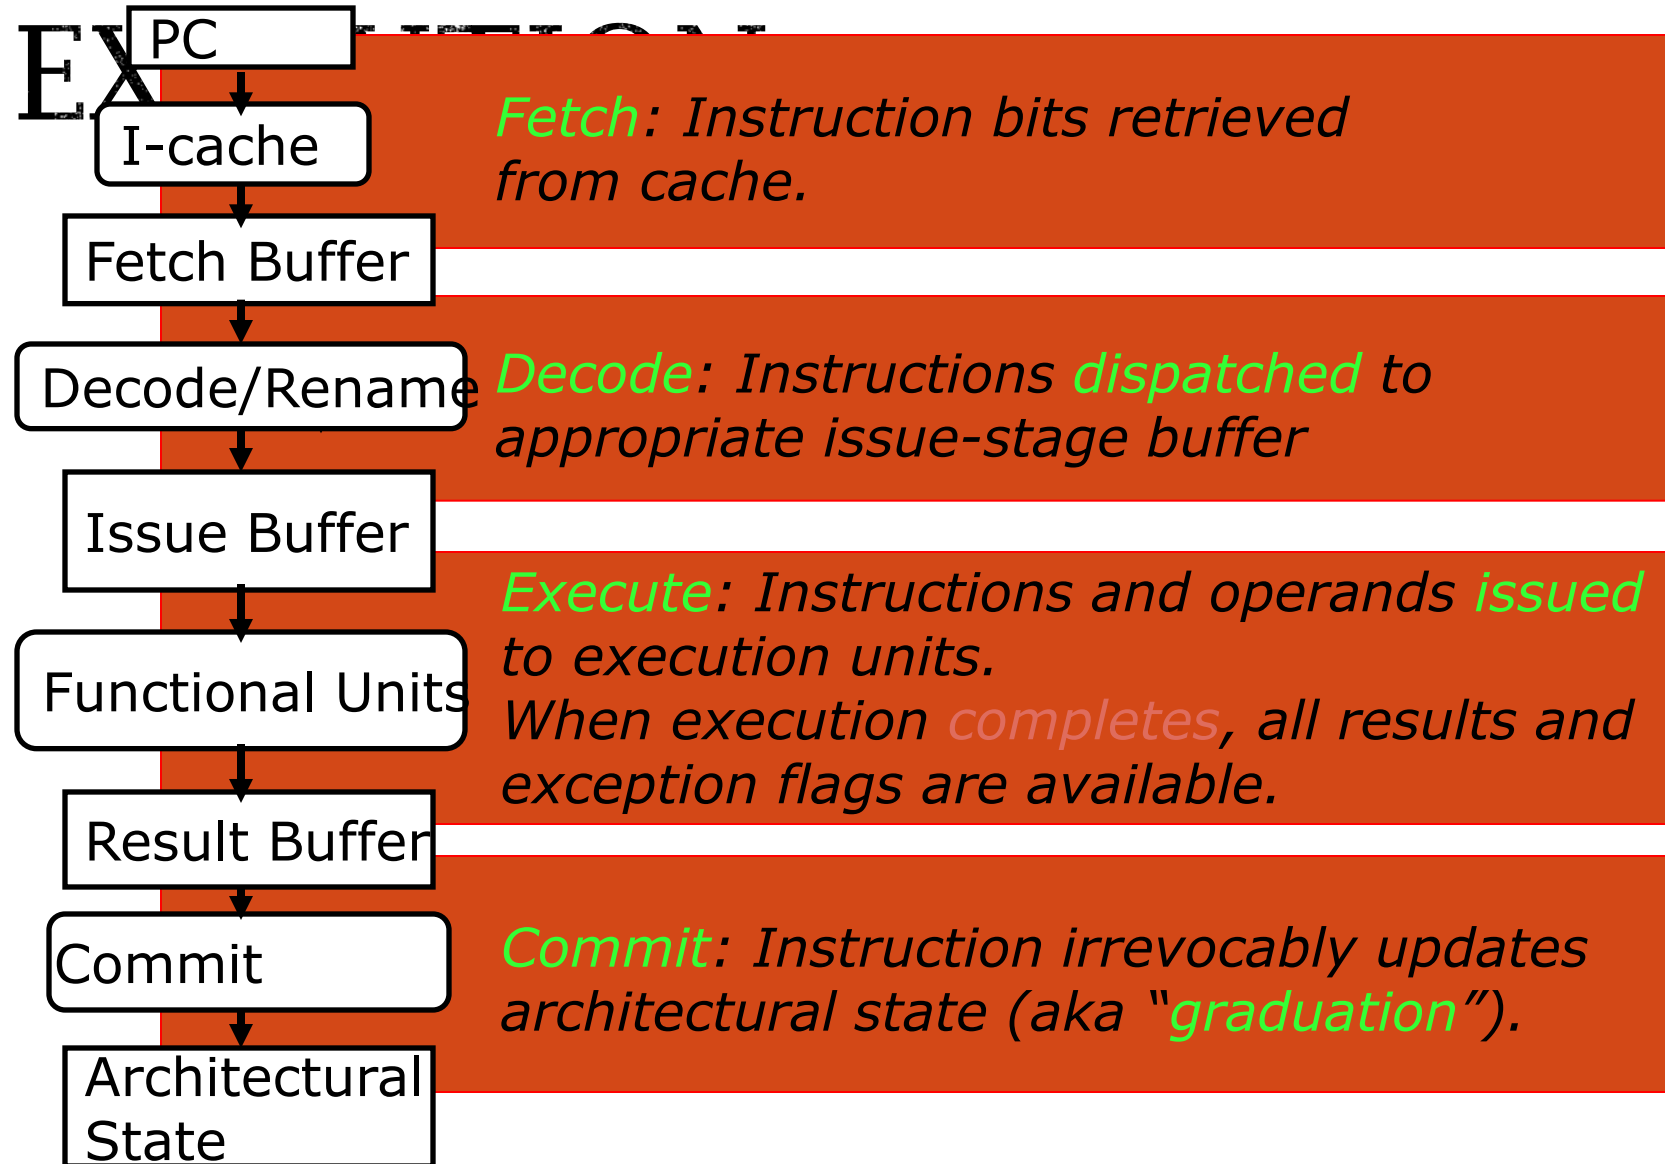 PC
I-cache
Fetch: Instruction bits retrieved
from cache.
Fetch Buffer
Decode/Rename
Decode: Instructions dispatched to
appropriate issue-stage buffer
Issue Buffer
Execute: Instructions and operands issued
to execution units.
When execution completes, all results and
exception flags are available.
Functional Units
Result Buffer
Commit
Commit: Instruction irrevocably updates
architectural state (aka “graduation”).
Architectural
State